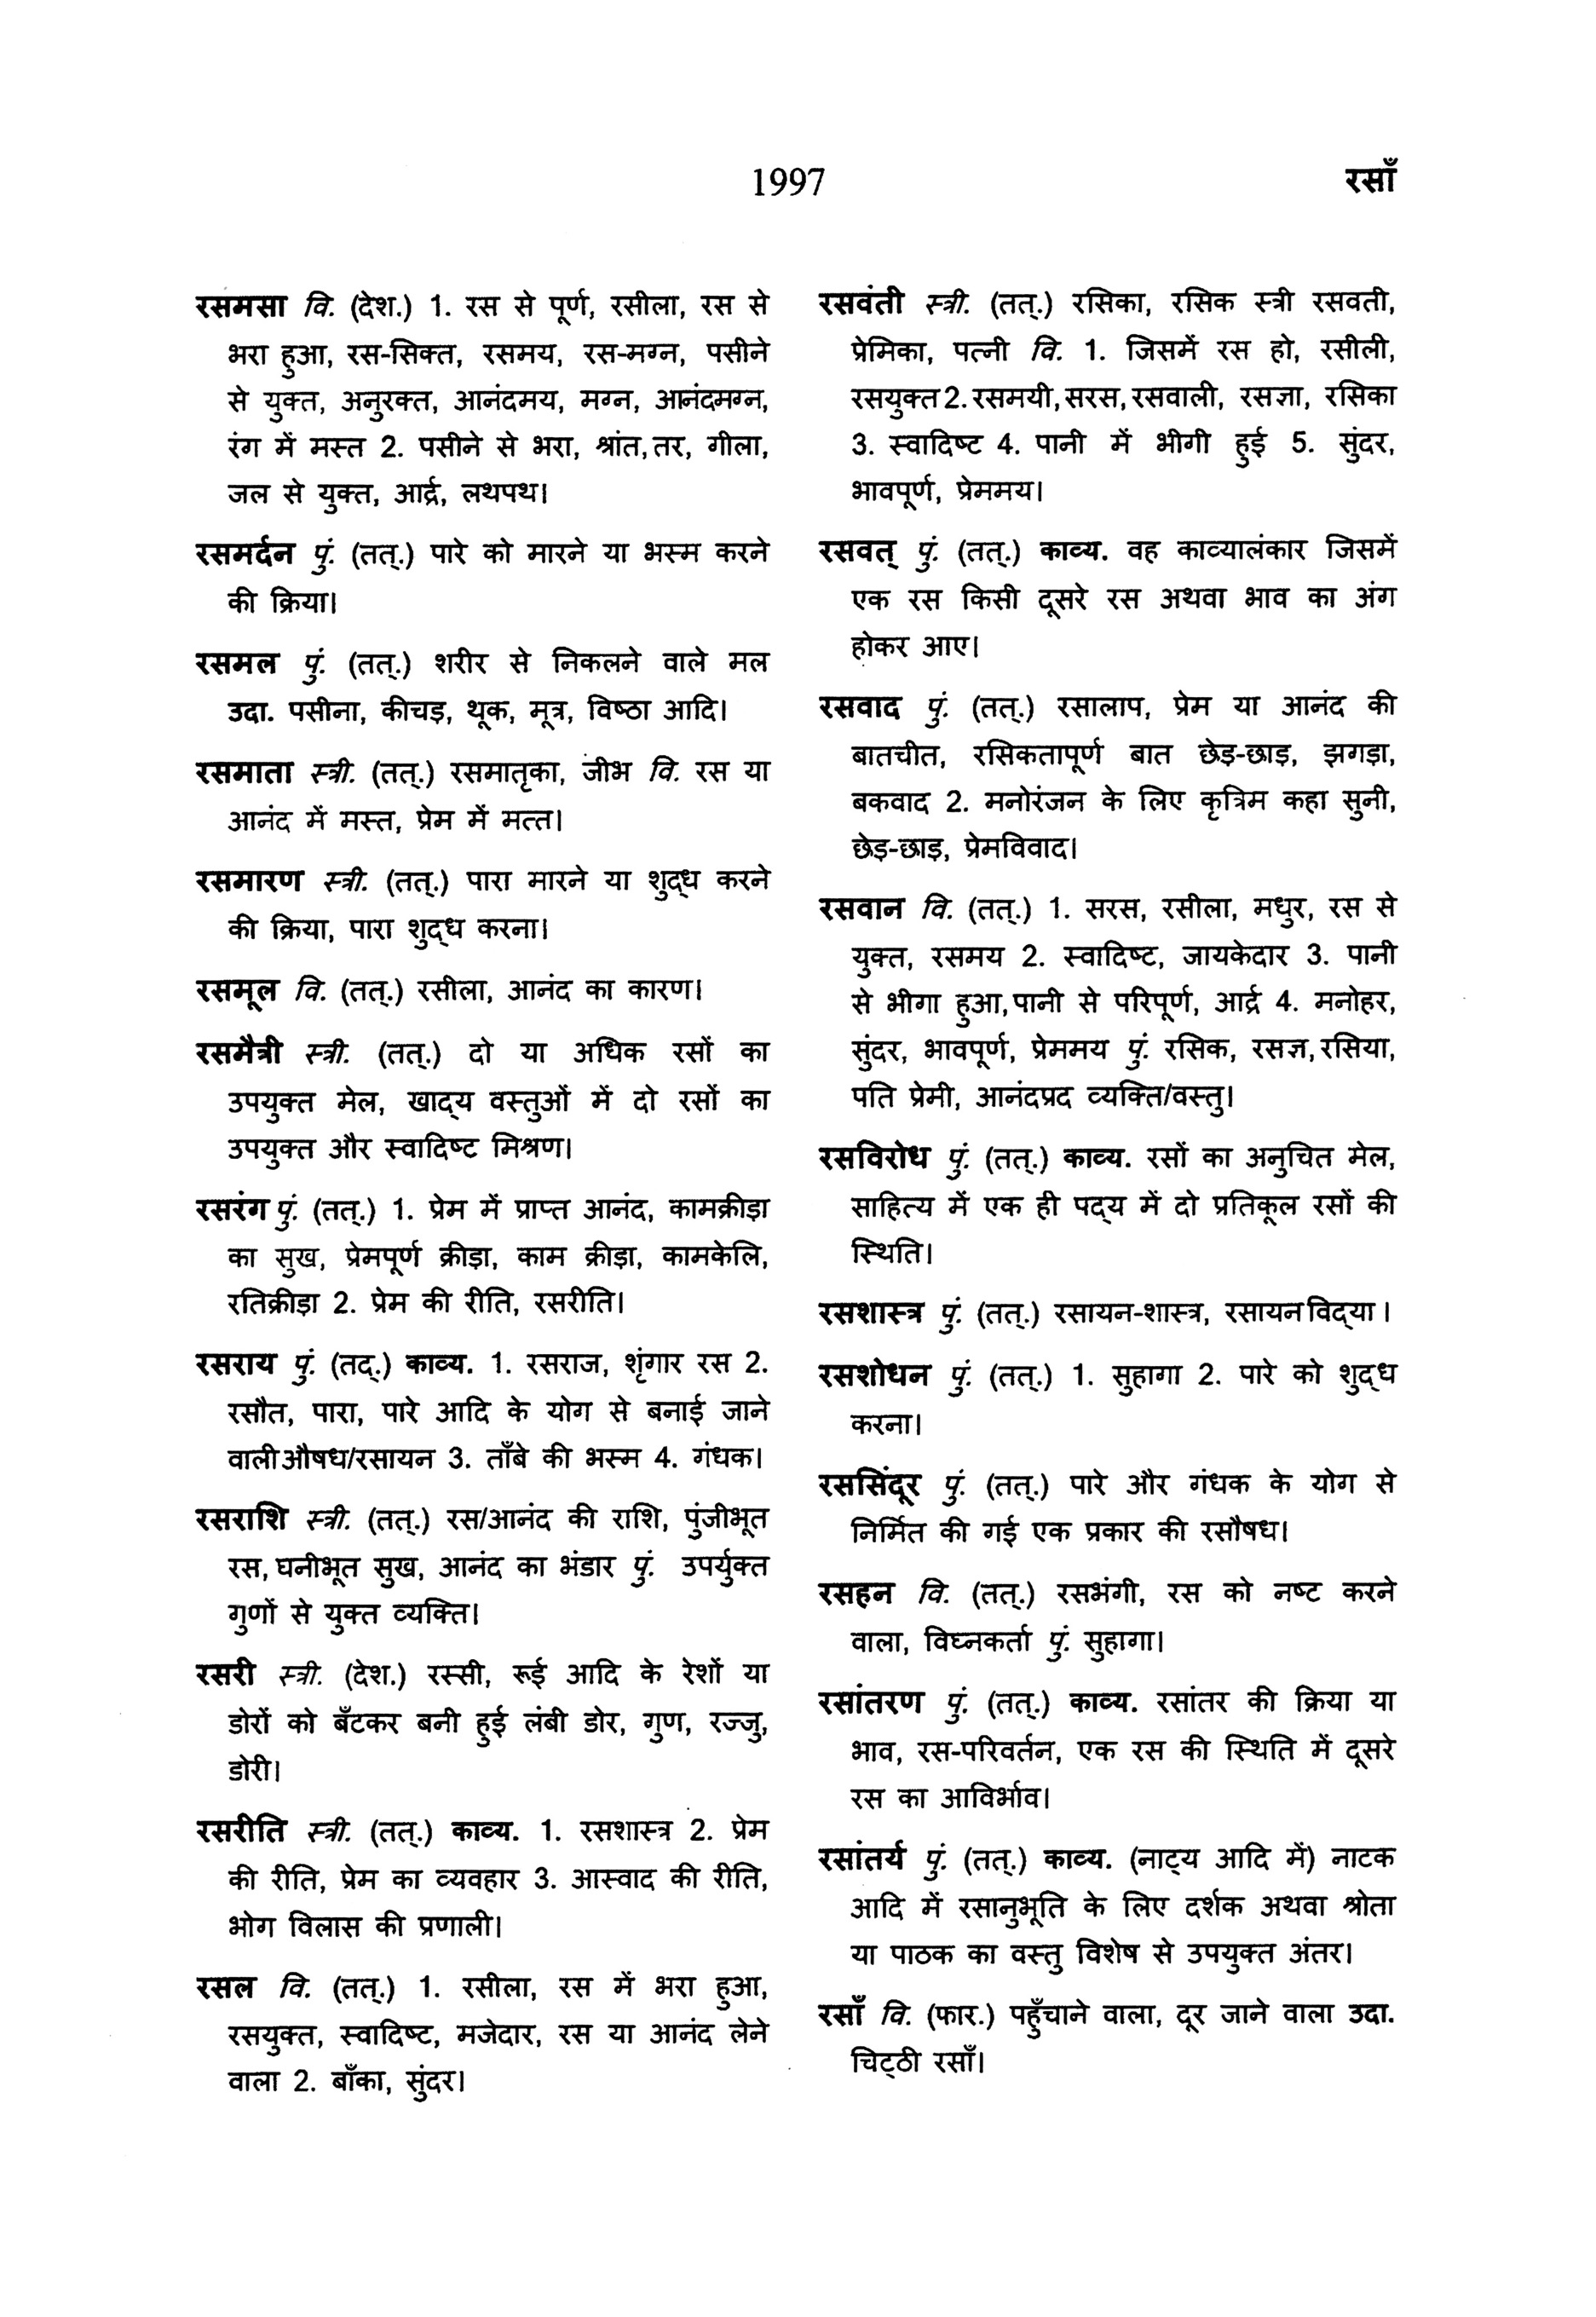 1997
रसाँ
रसमसा वि. (देश.) 1. रस से पूर्ण, रसीला, रस से
भरा हुआ, रस-सिक्त, रसमय, रस-मग्न, पसीने
से युक्त, अनुरक्त, आनंदमय, मग्न, आनंदमग्न,
रंग में मस्त 2. पसीने से भरा, श्रांत, तर, गीला,
जल से युक्त, आर्द्र, लथपथ।
रसमर्दन पुं. (तत्.) पारे को मारने या भस्म करने
की क्रिया।
रसमल पुं. (तत्.) शरीर से निकलने वाले मल
उदा. पसीना, कीचड़, थूक, मूत्र, विष्ठा आदि।
रसमाता स्त्री. (तत्.) रसमातृका, जीभ वि. रस या
आनंद में मस्त, प्रेम में मत्त।
रसमारण स्त्री. (तत्.) पारा मारने या शुद्ध करने
की क्रिया, पारा शुद्ध करना।
रसमूल वि. (तत्.) रसीला, आनंद का कारण।
रसमैत्री स्त्री. (तत्.) दो या अधिक रसों का
उपयुक्त मेल, खाद्य वस्तुओं में दो रसों का
उपयुक्त और स्वादिष्ट मिश्रण।
रसरंग पुं. (तत्.) 1. प्रेम में प्राप्त आनंद, कामक्रीड़ा
का सुख, प्रेमपूर्ण क्रीड़ा, काम क्रीड़ा, कामकेलि,
रतिक्रीड़ा 2. प्रेम की रीति, रसरीति।
रसराय पुं. (तद्.) काव्य. 1. रसराज, शृंगार रस 2.
रसौत, पारा, पारे आदि के योग से बनाई जाने
वाली औषध/रसायन 3. ताँबे की भस्म 4. गंधक।
रसराशि स्त्री. (तत्.) रस/आनंद की राशि, पुंजीभूत
रस, घनीभूत सुख, आनंद का भंडार पुं. उपर्युक्त
गुणों से युक्त व्यक्ति।
रसरी स्त्री. (देश.) रस्सी, रूई आदि के रेशों या
डोरों को बँटकर बनी हुई लंबी डोर, गुण, रज्जु,
डोरी।
रसरीति स्त्री. (तत्.) काव्य. 1. रसशास्त्र 2. प्रेम
की रीति, प्रेम का व्यवहार 3. आस्वाद की रीति,
भोग विलास की प्रणाली।
रसल वि. (तत्.) 1. रसीला, रस में भरा हुआ,
रसयुक्त, स्वादिष्ट, मजेदार, रस या आनंद लेने
वाला 2. बाँका, सुंदर।
रसवंती स्त्री. (तत्.) रसिका, रसिक स्त्री रसवती,
प्रेमिका, पत्नी वि. 1. जिसमें रस हो, रसीली,
रसयुक्त 2. रसमयी, सरस, रसवाली, रसज्ञा, रसिका
3. स्वादिष्ट 4. पानी में भीगी हुई 5. सुंदर,
भावपूर्ण, प्रेममय।
रसवत् पुं. (तत्.) काव्य. वह काव्यालंकार जिसमें
एक रस किसी दूसरे रस अथवा भाव का अंग
होकर आए।
रसवाद पुं. (तत्.) रसालाप, प्रेम या आनंद की
बातचीत, रसिकतापूर्ण बात छेड़-छाड़, झगड़ा,
बकवाद 2. मनोरंजन के लिए कृत्रिम कहा सुनी,
छेड़-छाड़, प्रेमविवाद।
रसवान वि. (तत्.) 1. सरस, रसीला, मधुर, रस से
युक्त, रसमय 2. स्वादिष्ट, जायकेदार 3. पानी
से भीगा हुआ, पानी से परिपूर्ण, आर्द्र 4. मनोहर,
सुंदर, भावपूर्ण, प्रेममय पुं. रसिक, रसज्ञ, रसिया,
पति प्रेमी, आनंदप्रद व्यक्ति/वस्तु।
रसविरोध पुं. (तत्.) काव्य. रसों का अनुचित मेल,
साहित्य में एक ही पद्य में दो प्रतिकूल रसों की
स्थिति।
रसशास्त्र पुं. (तत्.) रसायन-शास्त्र, रसायन विद्या ।
रसशोधन पुं. (तत्.) 1. सुहागा 2. पारे को शुद्ध
करना।
रससिंदूर पुं. (तत्.) पारे और गंधक के योग से
निर्मित की गई एक प्रकार की रसौषध।
रसहन वि. (तत्.) रसभंगी, रस को नष्ट करने
वाला, विघ्नकर्ता पुं. सुहागा।
रसांतरण पुं. (तत्.) काव्य. रसांतर की क्रिया या
भाव, रस-परिवर्तन, एक रस की स्थिति में दूसरे
रस का आविर्भाव।
रसांतर्य पुं. (तत्.) काव्य. (नाट्य आदि में) नाटक
आदि में रसानुभूति के लिए दर्शक अथवा श्रोता
या पाठक का वस्तु विशेष से उपयुक्त अंतर।
रसाँ वि. (फार.) पहुँचाने वाला, दूर जाने वाला उदा.
चिट्ठी रसाँ।